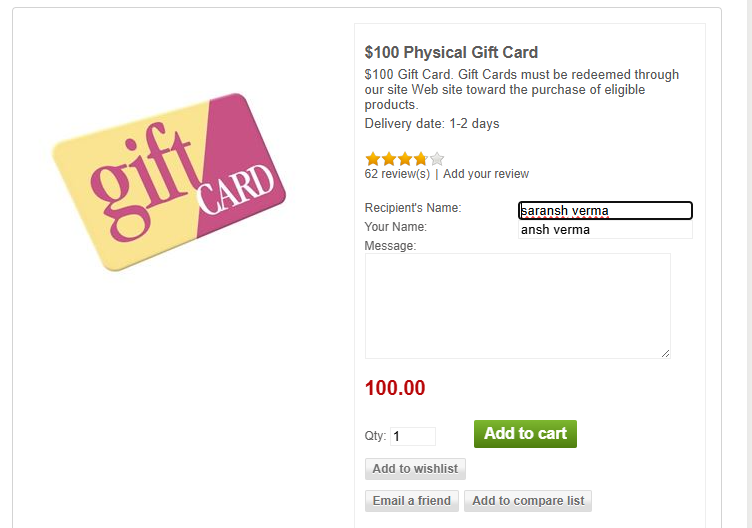 gift
CARD
$100 Physical Gift Card
$100 Gift Card. Gift Cards must be redeemed through
our site Web site toward the purchase of eligible
products.
Delivery date: 1-2 days
62 review(s) | Add your review
Recipient's Name: saransh verma
Your Name: ansh verma
Message:
100.00
Qty: 1 Add to cart
Add to wishlist
Email a friend Add to compare list